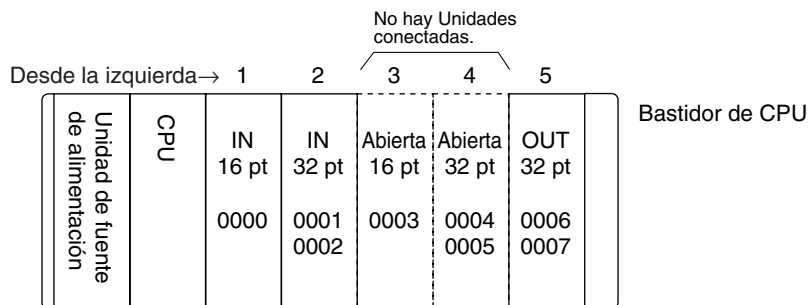 No hay Unidades
conectadas.
Desde la izquierda→ 1 2 3 4 5
Bastidor de CPU
Unidad de fuente
de alimentación
CPU
IN
16 pt
0000
IN
32 pt
0001
0002
Abierta
16 pt
0003
Abierta
32 pt
0004
0005
OUT
32 pt
0006
0007